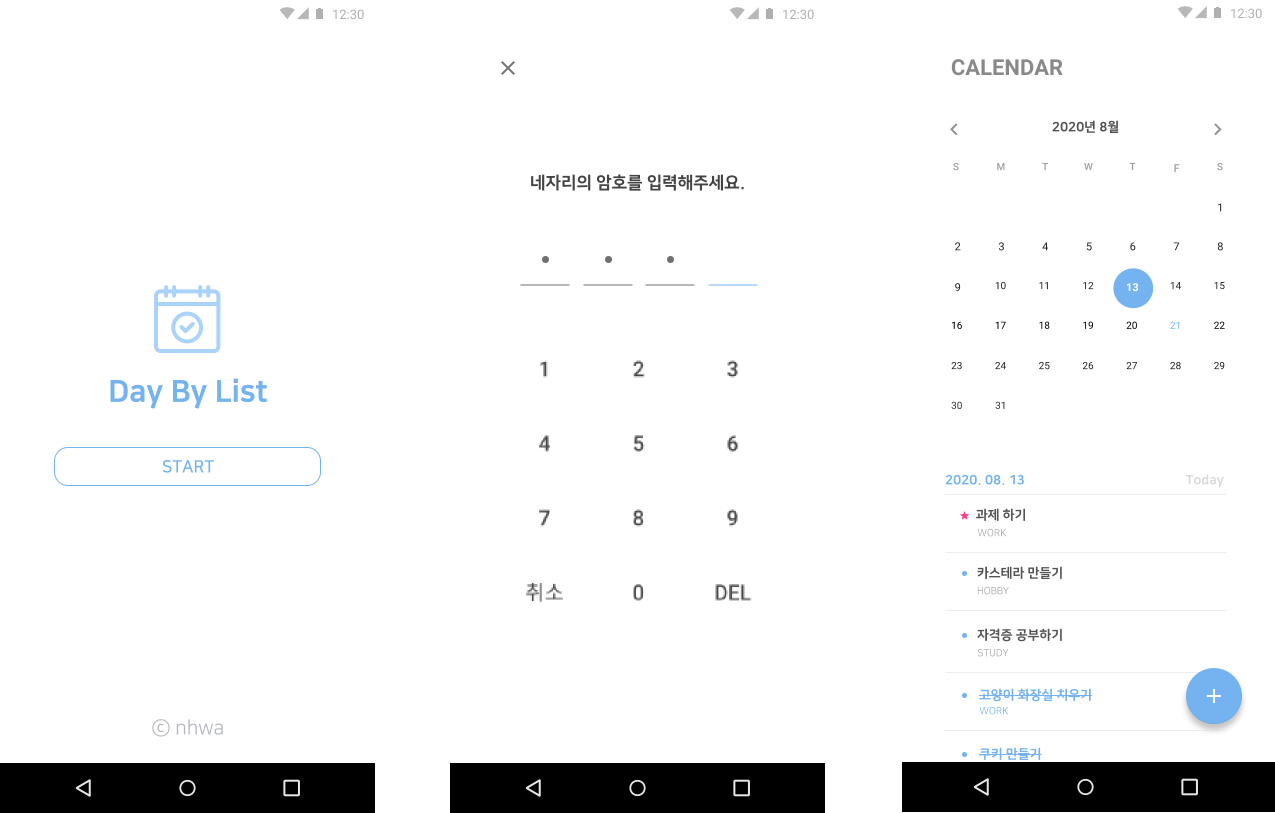 12:30
Day By List
START
ⓒ nhwa
12:30
네자리의 암호를 입력해주세요.
1 2 3
4 5 6
7 8 9
취소 0 DEL
12:30
CALENDAR
2020년 8월
S M T W T F S
1
2 3 4 5 6 7 8
9 10 11 12 13 14 15
16 17 18 19 20 21 22
23 24 25 26 27 28 29
30 31
2020. 08. 13 Today
과제 하기
WORK
카스테라 만들기
HOBBY
자격증 공부하기
STUDY
고양이 화장실 치우기
WORK
쿠키 만들기